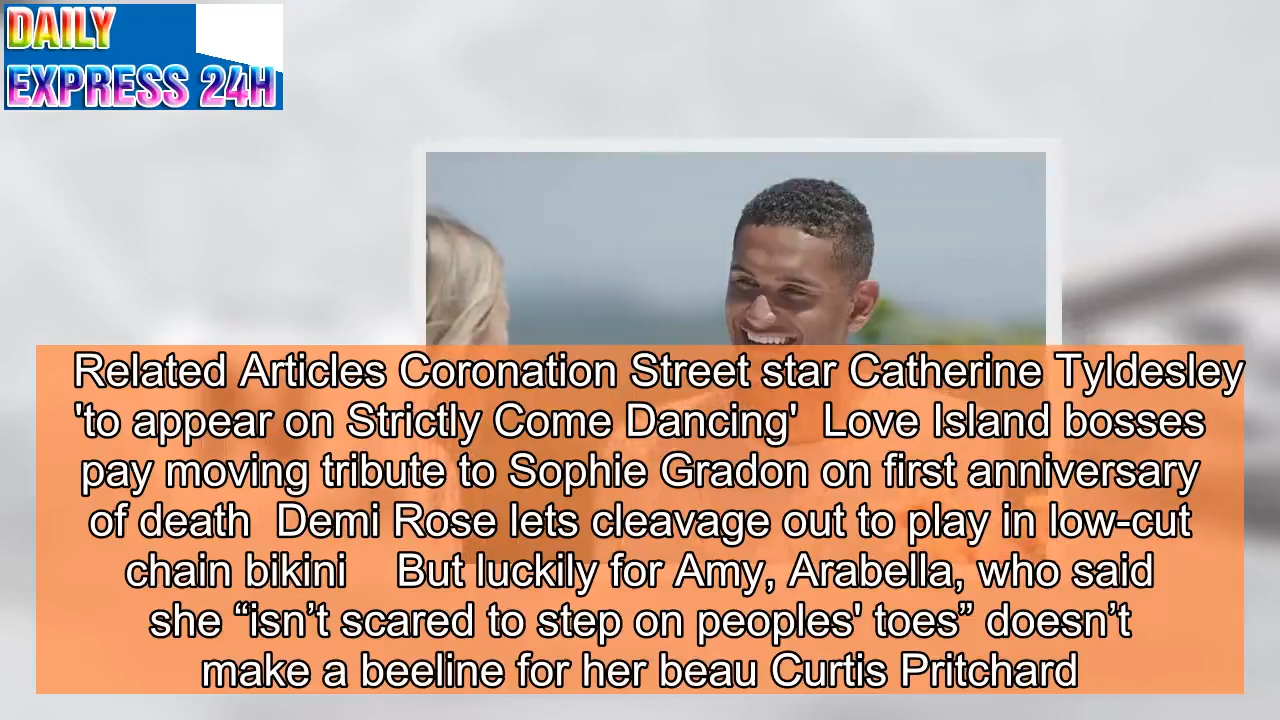 DAILY
EXPRESS 24H
Related Articles Coronation Street star Catherine Tyldesley
'to appear on Strictly Come Dancing'  Love Island bosses
pay moving tribute to Sophie Gradon on first anniversary
of death  Demi Rose lets cleavage out to play in low-cut
chain bikini    But luckily for Amy, Arabella, who said
she “isn’t scared to step on peoples' toes” doesn’t
make a beeline for her beau Curtis Pritchard